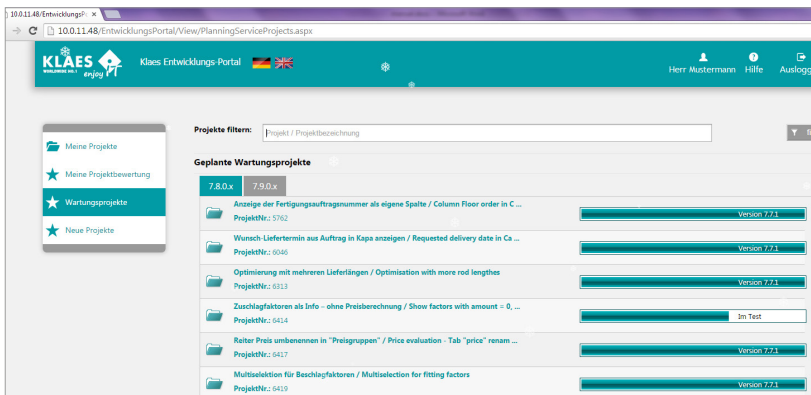 10.0.11.48/EntwicklungsP
10.0.11.48/EntwicklungsPortal/View/PlanningServiceProjects.aspx
KLAES
WORLDWIDE NO.1
enjoy IT
Klaes Entwicklungs-Portal
Herr Mustermann
Hilfe
Auslogg
Projekte filtern:
Projekt / Projektbezeichnung
Meine Projekte
Meine Projektbewertung
Wartungsprojekte
Neue Projekte
Geplante Wartungsprojekte
7.8.0.x
7.9.0.x
Anzeige der Fertigungsauftragsnummer als eigene Spalte / Column Floor order in C ...
ProjektNr.: 5762
Version 7.7.1
Wunsch-Liefertermin aus Auftrag in Kapa anzeigen / Requested delivery date in Ca ...
ProjektNr.: 6046
Version 7.7.1
Optimierung mit mehreren Lieferlängen / Optimisation with more rod lengthes
ProjektNr.: 6313
Version 7.7.1
Zuschlagfaktoren als Info – ohne Preisberechnung / Show factors with amount = 0, ...
ProjektNr.: 6414
Im Test
Reiter Preis umbenennen in "Preisgruppen" / Price evaluation - Tab "price" renam ...
ProjektNr.: 6417
Version 7.7.1
Multiselektion für Beschlagfaktoren / Multiselection for fitting factors
ProjektNr.: 6419
Version 7.7.1